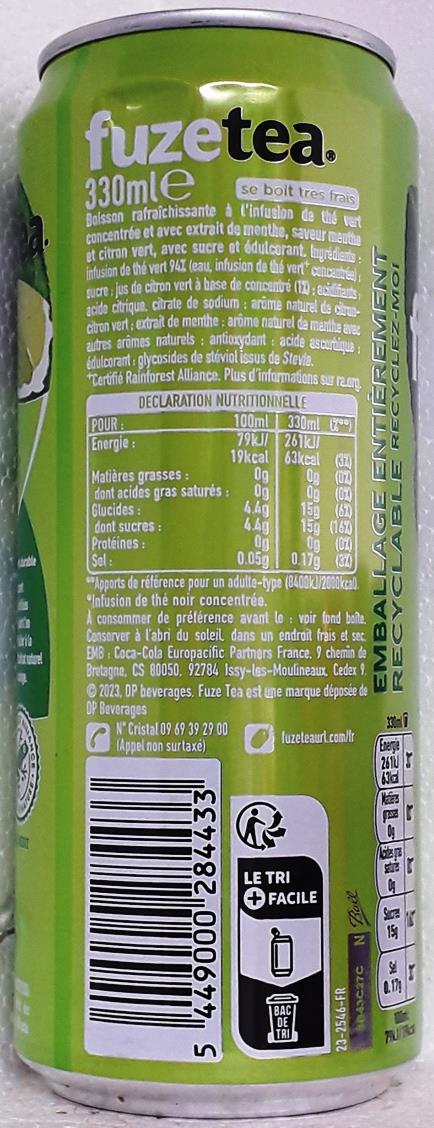 fuzetea®
330ml e
se boit tres frais
Boisson rafraîchissante à l'infusion de thé vert
concentrée et avec extrait de menthe, saveur menthe
et citron vert, avec sucre et édulcorant. Ingrédients :
infusion de thé vert 94% (eau, infusion de thé vert* concentrée) ;
sucre ; jus de citron vert à base de concentré (1%) ; acidifiants :
acide citrique, citrate de sodium ; arôme naturel de citron-
citron vert ; extrait de menthe ; arôme naturel de menthe avec
autres arômes naturels ; antioxydant : acide ascorbique ;
édulcorant : glycosides de stéviol issus de Stevia.
*Certifié Rainforest Alliance. Plus d'informations sur ra.org.
DECLARATION NUTRITIONNELLE
POUR : 100ml 330ml (%**)
Energie : 79kJ/ 261kJ/
19kcal 63kcal (3%)
Matières grasses : 0g 0g (0%)
dont acides gras saturés : 0g 0g (0%)
Glucides : 4.4g 15g (6%)
dont sucres : 4.4g 15g (16%)
Protéines : 0g 0g (0%)
Sel : 0.05g 0.17g (3%)
**Apports de référence pour un adulte-type (8400kJ/2000kcal).
*Infusion de thé noir concentrée.
A consommer de préférence avant le : voir fond boîte.
Conserver à l'abri du soleil, dans un endroit frais et sec.
EMB : Coca-Cola Europacific Partners France, 9 chemin de
Bretagne, CS 80050, 92784 Issy-les-Moulineaux, Cedex 9.
© 2023, DP beverages. Fuze Tea est une marque déposée de
DP Beverages
N° Cristal 09 69 39 29 00
(Appel non surtaxé)
fuzeteaurl.com/fr
EMBALLAGE ENTIÈREMENT
RECYCLABLE RECYCLEZ-MOI
5 449000 284433
LE TRI
+ FACILE
BAC
DE
TRI
23-2546-FR
N Ball
330ml
Energie
261kJ
63kcal
Matières
grasses
0g
Acides gras
saturés
0g
Sucres
15g
Sel
0.17g